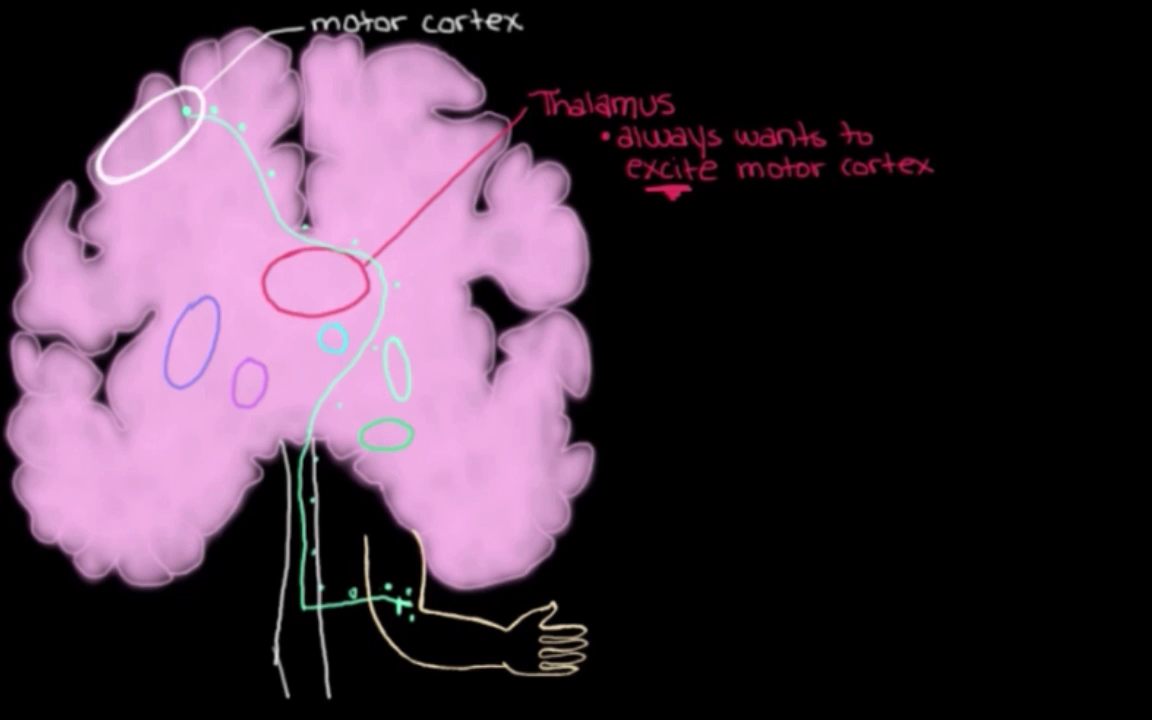 motor cortex
Thalamus
• always wants to
excite motor cortex
+